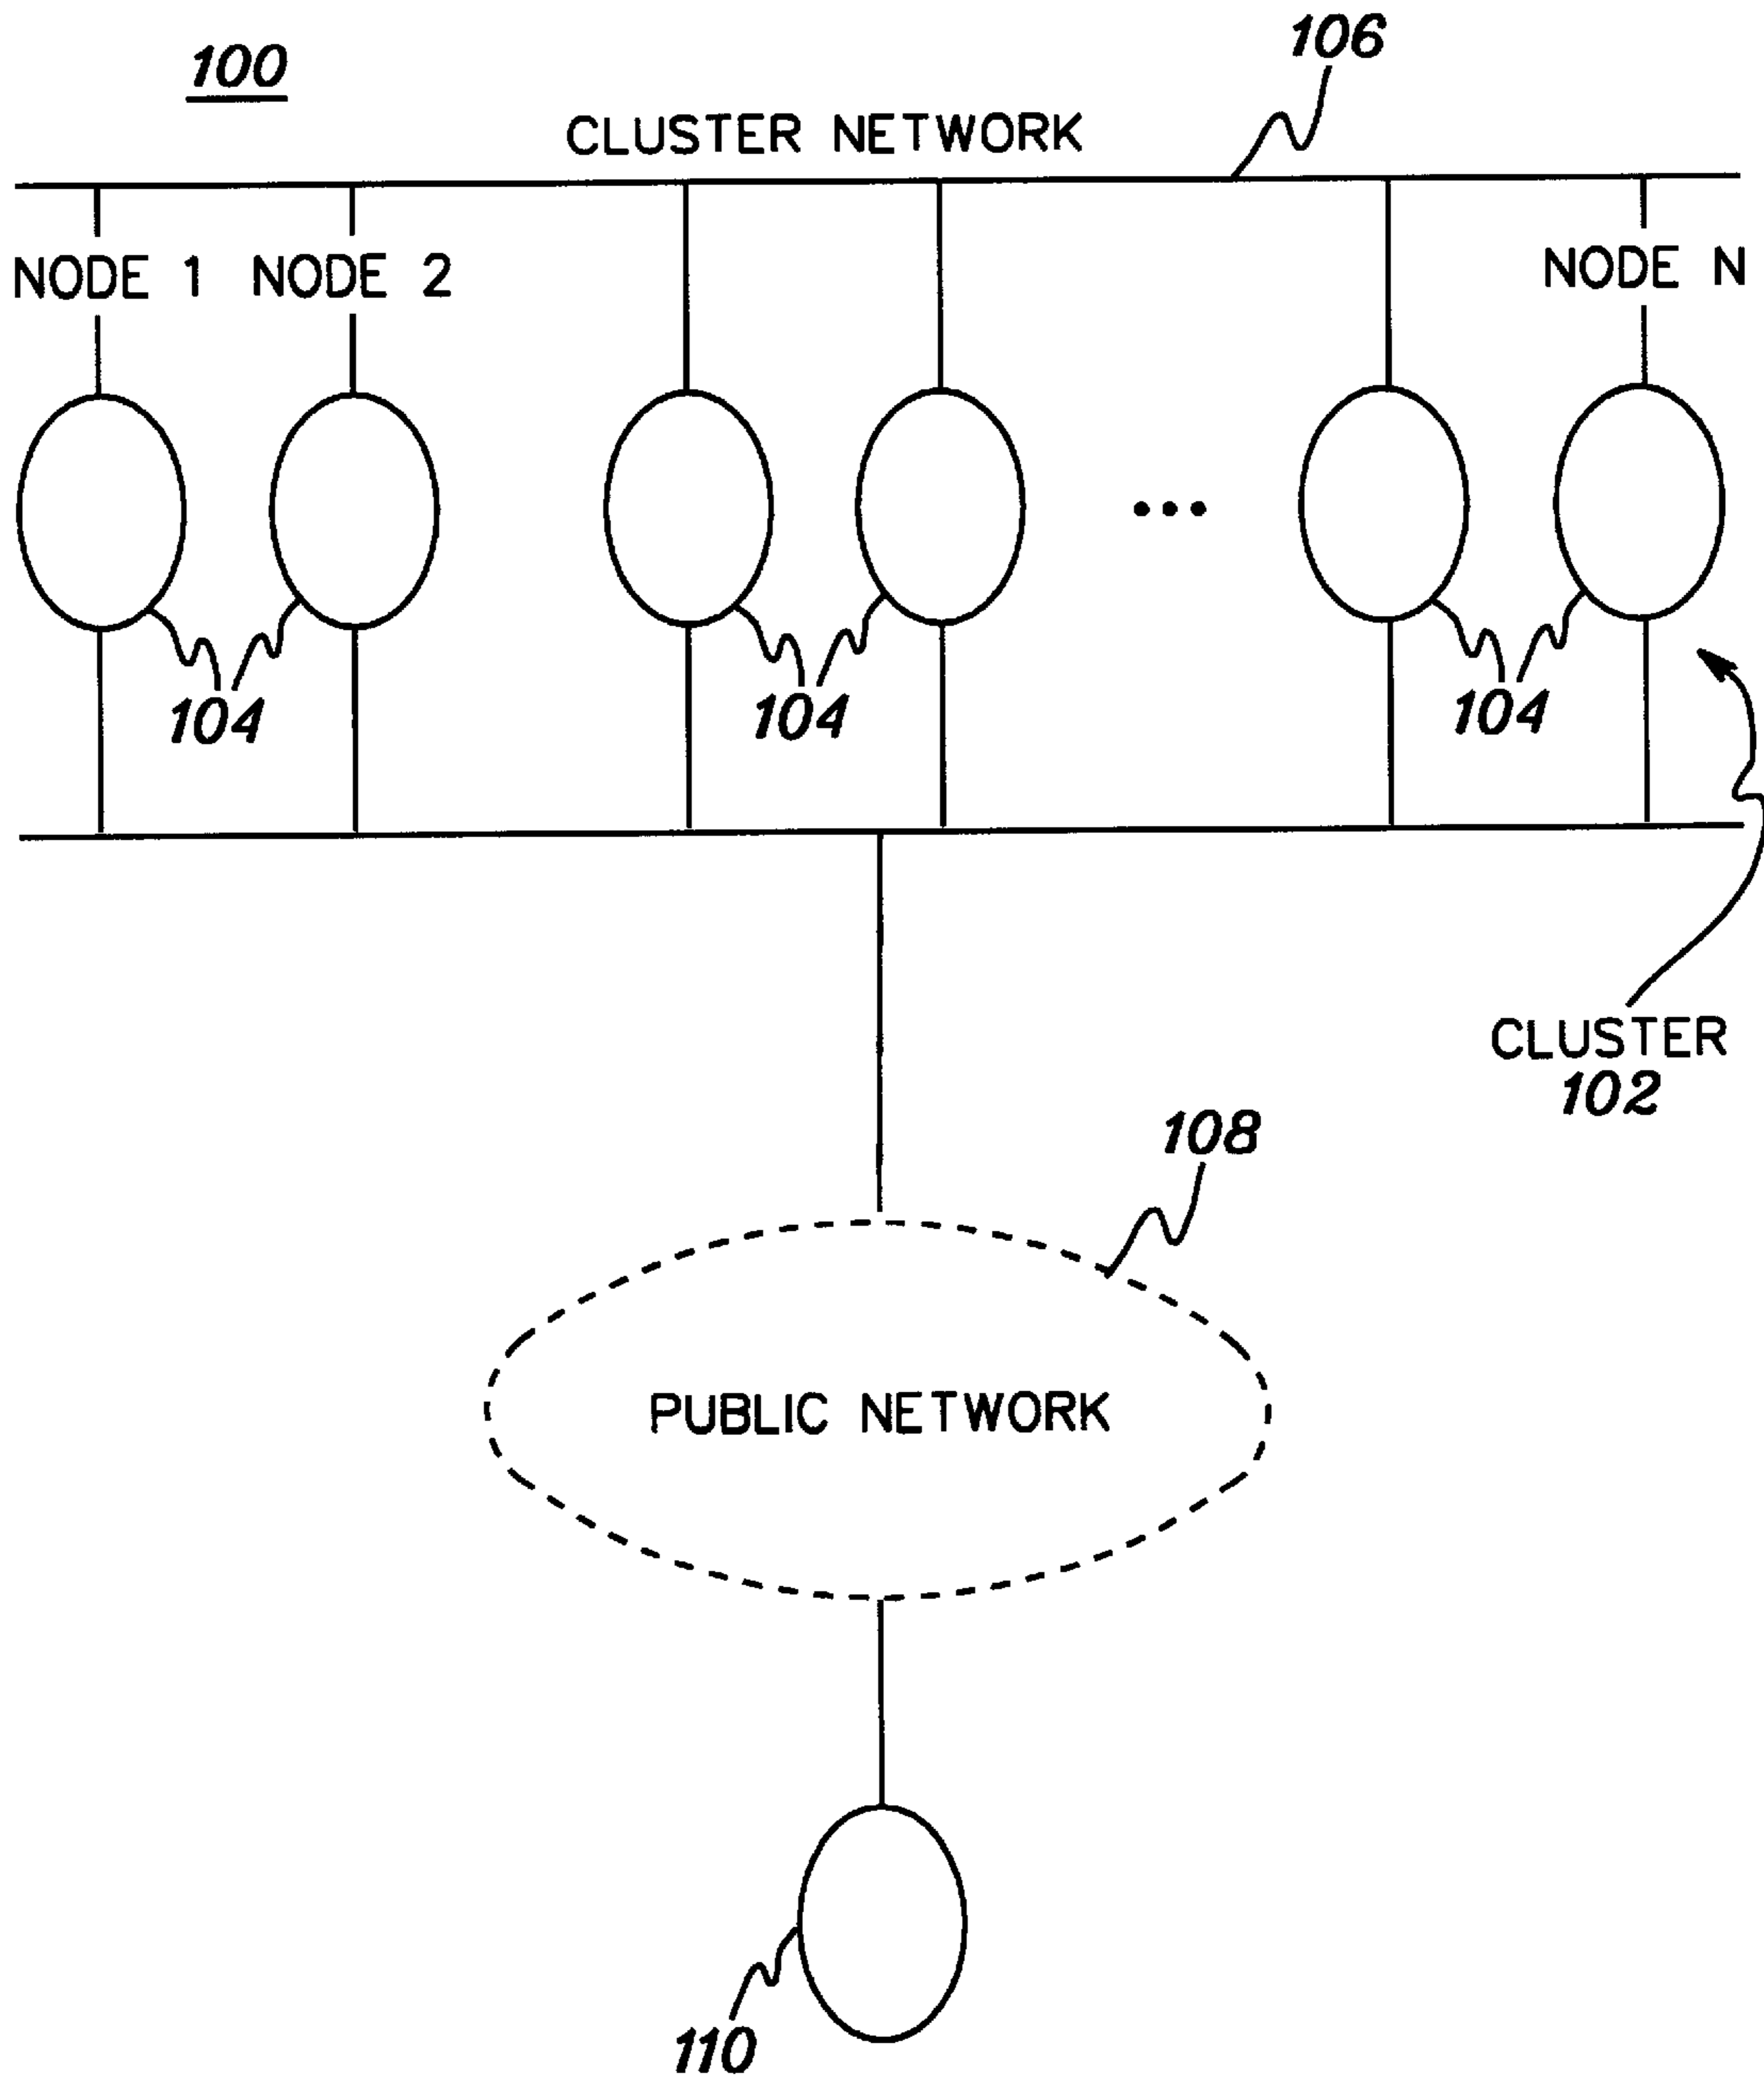 100
106
CLUSTER NETWORK
NODE 1 NODE 2 NODE N
...
104 104 104
CLUSTER
102
108
PUBLIC NETWORK
110